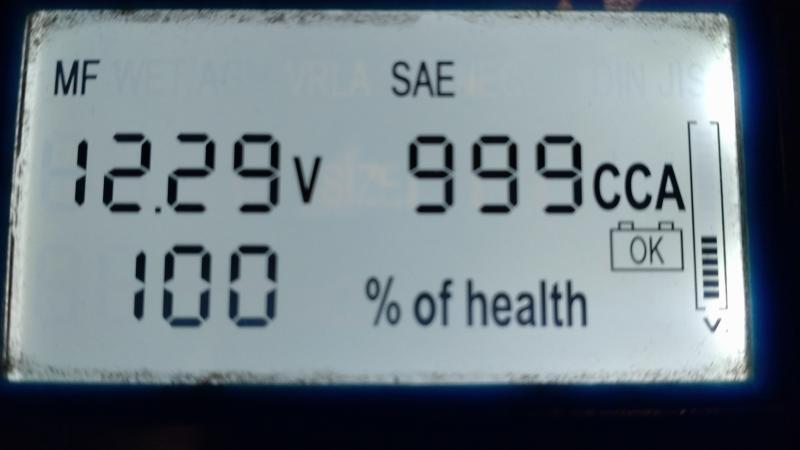 MF SAE
12.29 V 999 CCA
OK
100 % of health